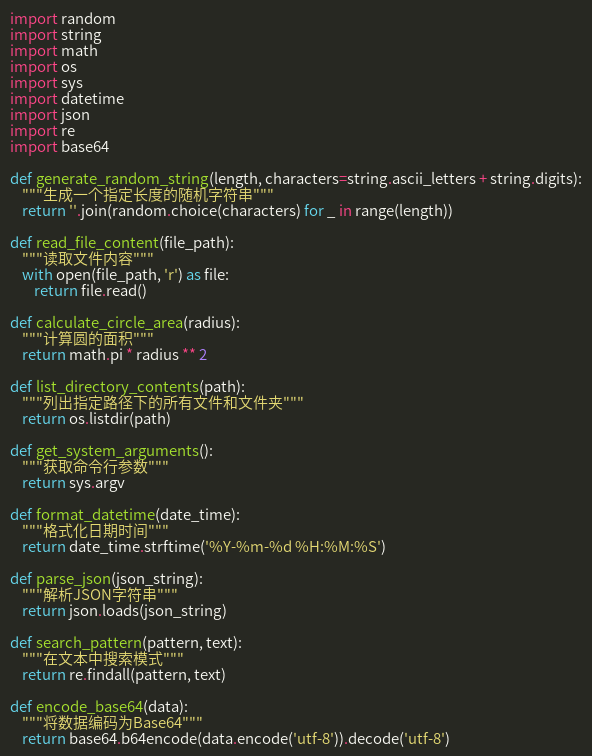 import random
import string
import math
import os
import sys
import datetime
import json
import re
import base64

def generate_random_string(length, characters=string.ascii_letters + string.digits):
    """生成一个指定长度的随机字符串"""
    return ''.join(random.choice(characters) for _ in range(length))

def read_file_content(file_path):
    """读取文件内容"""
    with open(file_path, 'r') as file:
        return file.read()

def calculate_circle_area(radius):
    """计算圆的面积"""
    return math.pi * radius ** 2

def list_directory_contents(path):
    """列出指定路径下的所有文件和文件夹"""
    return os.listdir(path)

def get_system_arguments():
    """获取命令行参数"""
    return sys.argv

def format_datetime(date_time):
    """格式化日期时间"""
    return date_time.strftime('%Y-%m-%d %H:%M:%S')

def parse_json(json_string):
    """解析JSON字符串"""
    return json.loads(json_string)

def search_pattern(pattern, text):
    """在文本中搜索模式"""
    return re.findall(pattern, text)

def encode_base64(data):
    """将数据编码为Base64"""
    return base64.b64encode(data.encode('utf-8')).decode('utf-8')